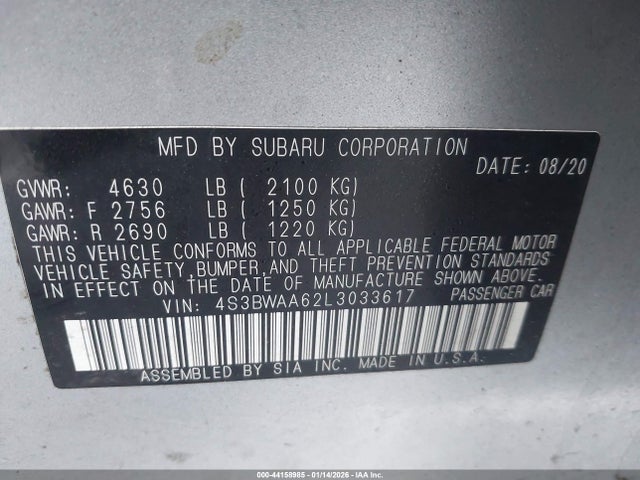 MFD BY SUBARU CORPORATION
DATE: 08/20
GVWR: 4630 LB ( 2100 KG)
GAWR: F 2756 LB ( 1250 KG)
GAWR: R 2690 LB ( 1220 KG)
THIS VEHICLE CONFORMS TO ALL APPLICABLE FEDERAL MOTOR
VEHICLE SAFETY,BUMPER,AND THEFT PREVENTION STANDARDS
IN EFFECT ON THE DATE OF MANUFACTURE SHOWN ABOVE.
VIN: 4S3BWAA62L3033617 PASSENGER CAR
ASSEMBLED BY SIA INC. MADE IN U.S.A.
000-44158985 - 01/14/2026 - IAAI.com